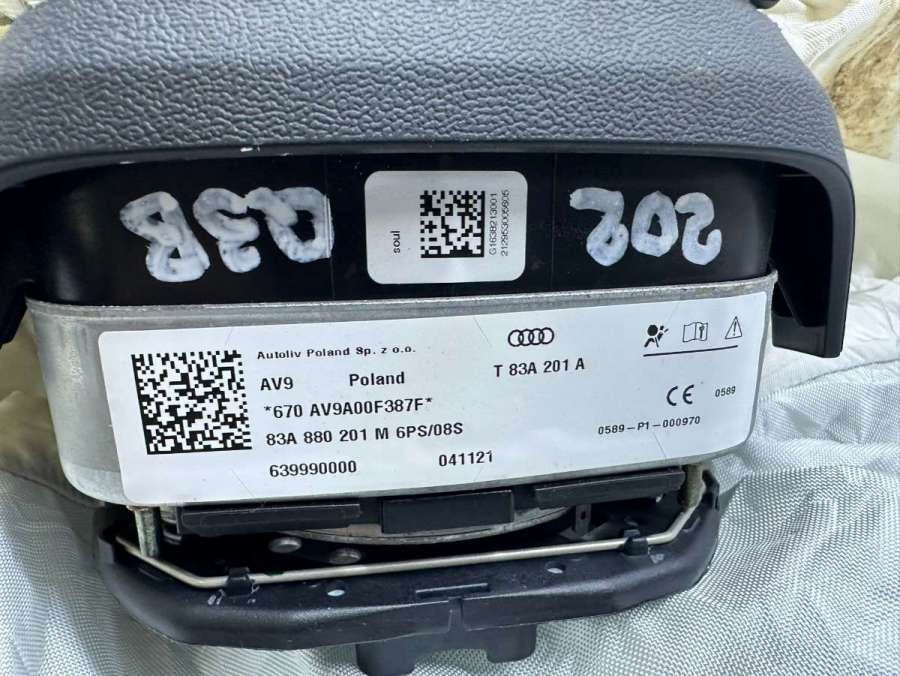 Q3B
202
soul
Autoliv Poland Sp. z o.o.
AV9 Poland
T 83A 201 A
*670 AV9A00F387F*
83A 880 201 M 6PS/08S
CE 0589
0589-P1-000970
639990000 041121